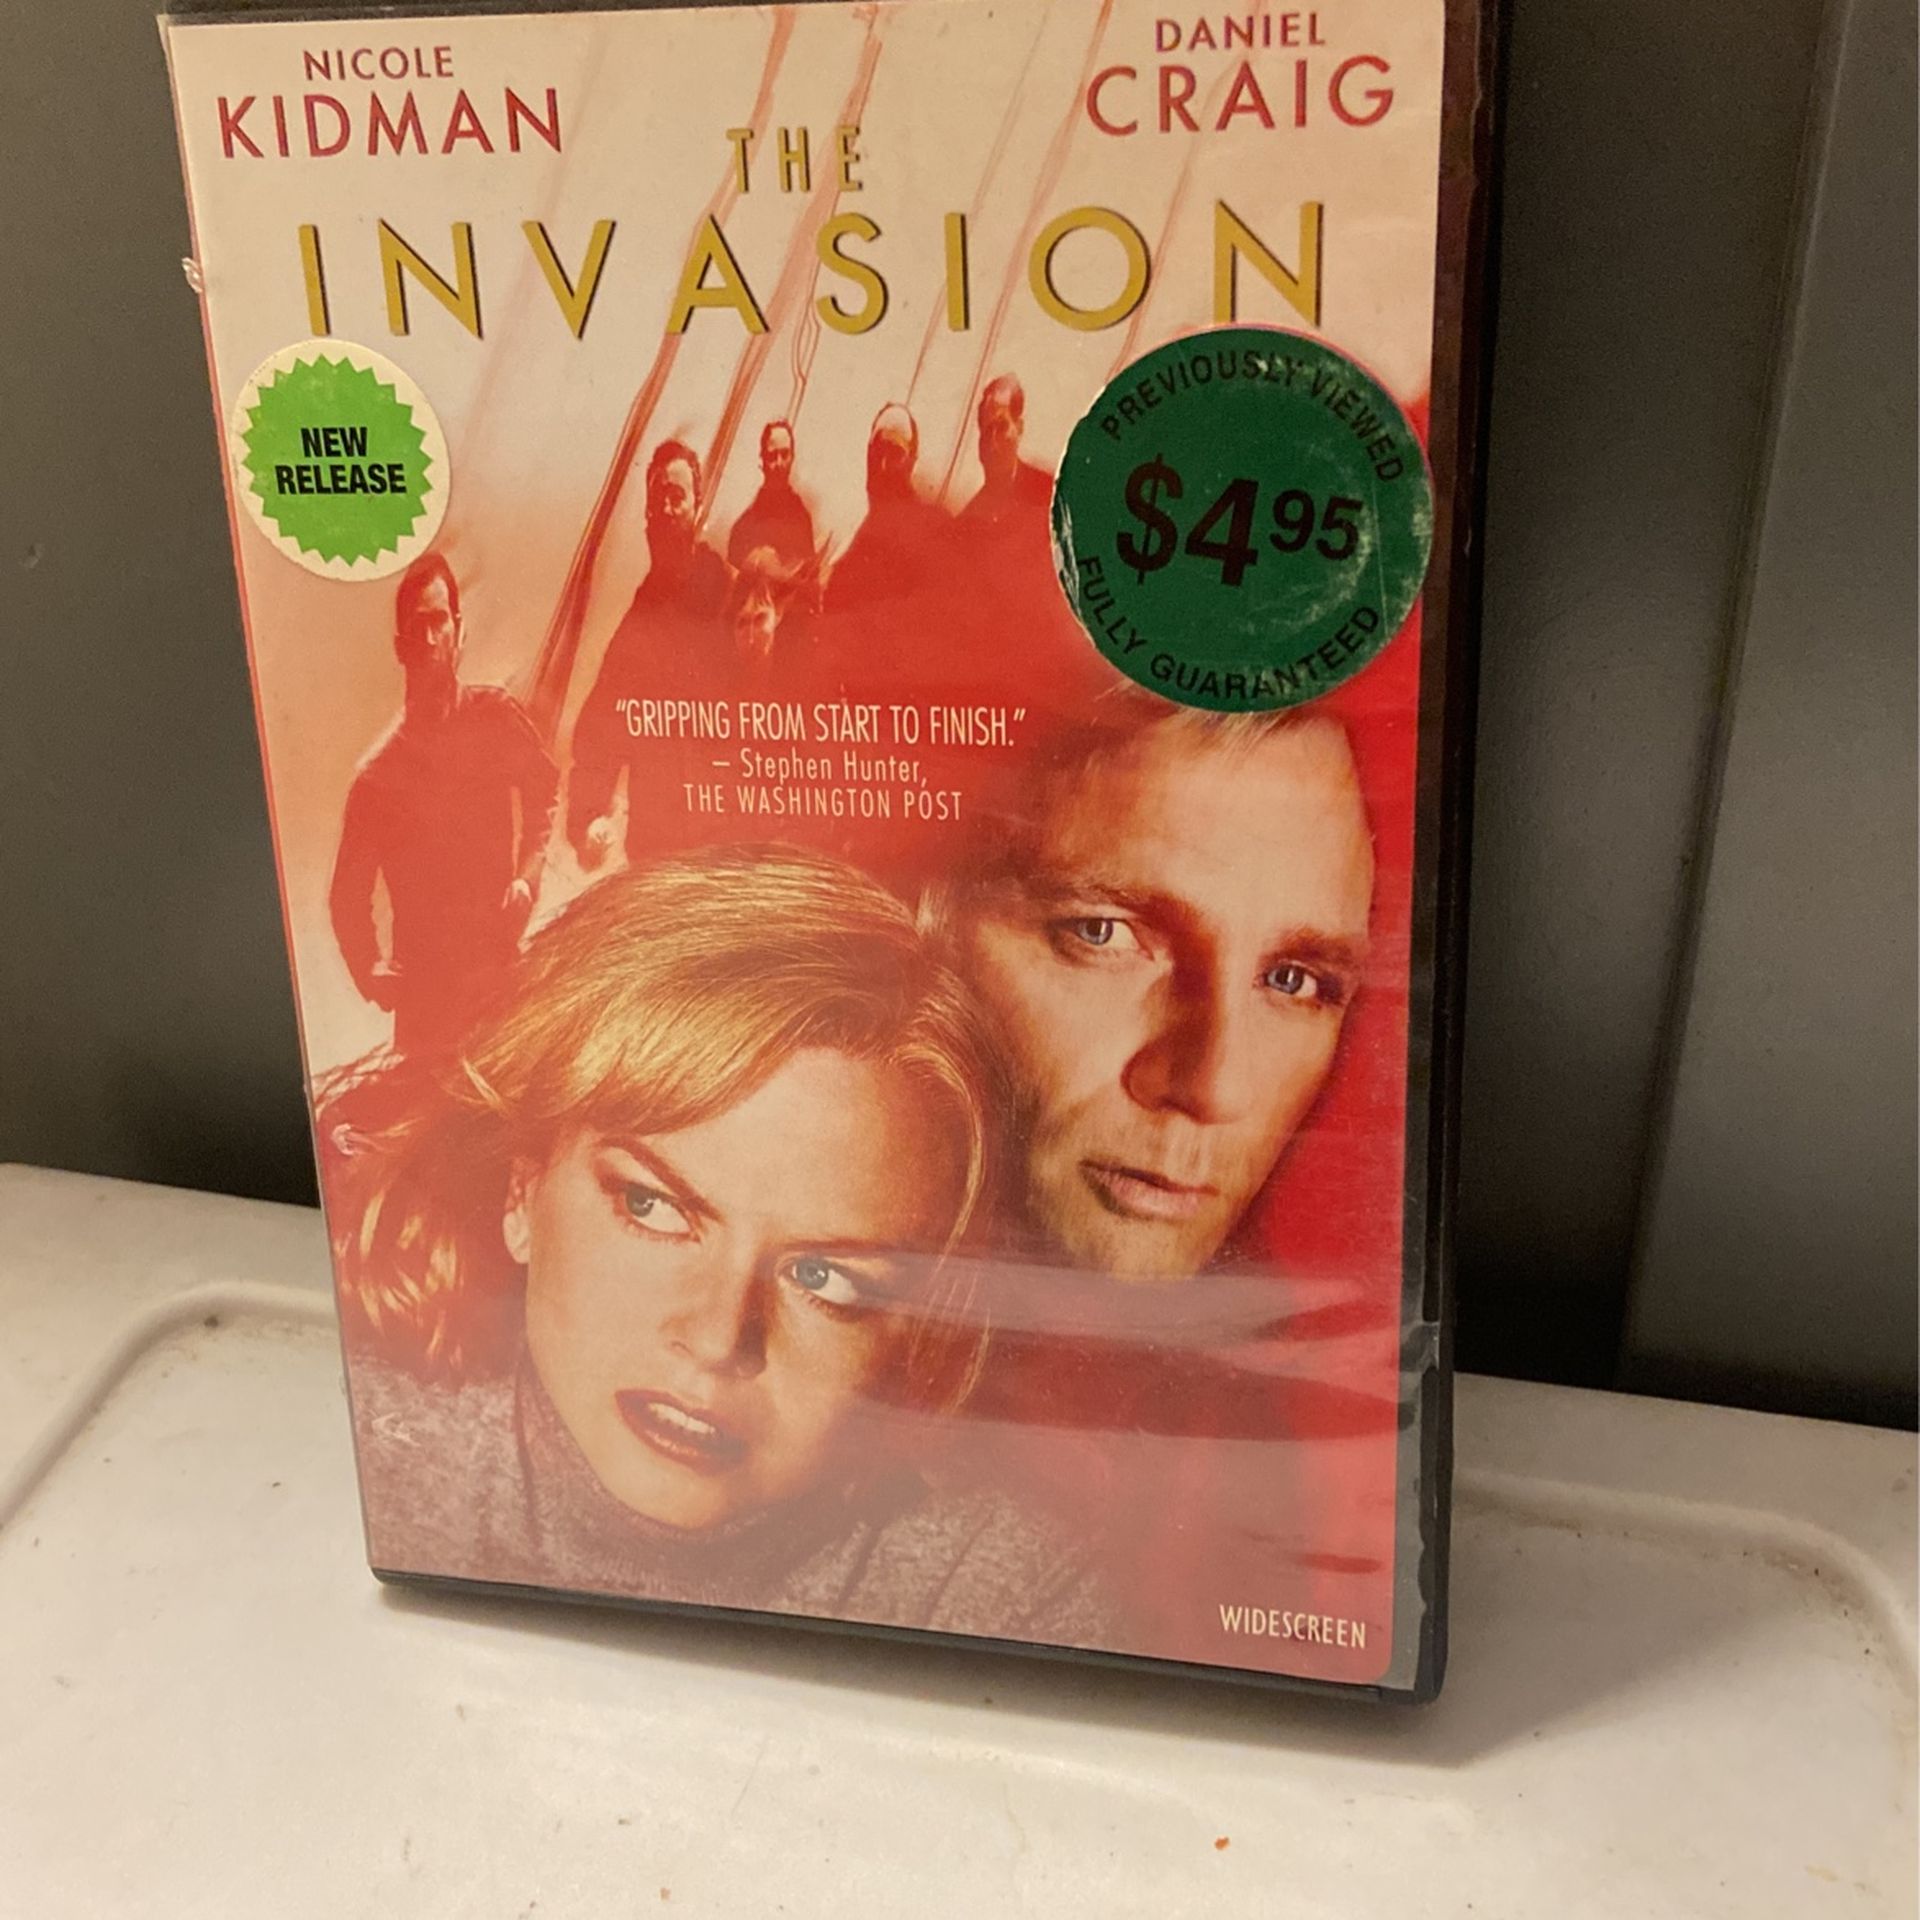 NICOLE
KIDMAN
DANIEL
CRAIG
THE
INVASION
NEW
RELEASE
PREVIOUSLY VIEWED
$4.95
FULLY GUARANTEED
"GRIPPING FROM START TO FINISH."
– Stephen Hunter,
THE WASHINGTON POST
WIDESCREEN